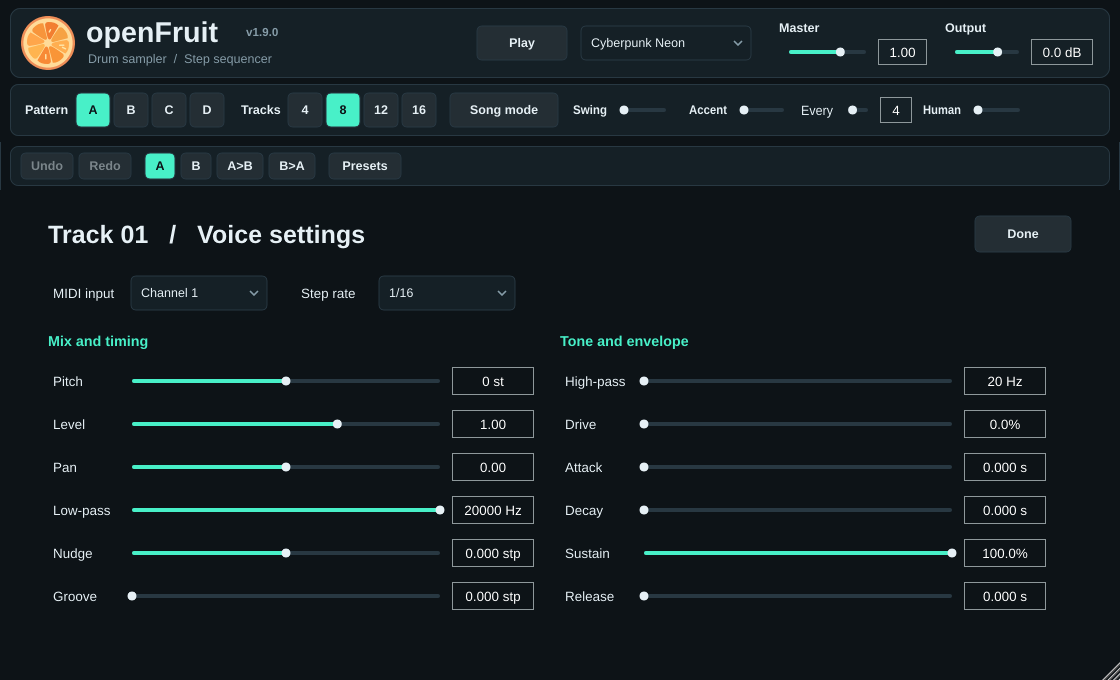 openFruit v1.9.0
Drum sampler / Step sequencer
Play
Cyberpunk Neon
Master
1.00
Output
0.0 dB
Pattern A B C D Tracks 4 8 12 16 Song mode Swing Accent Every 4 Human
Undo Redo A B A>B B>A Presets
Track 01 / Voice settings
Done
MIDI input Channel 1 Step rate 1/16
Mix and timing
Pitch 0 st
Level 1.00
Pan 0.00
Low-pass 20000 Hz
Nudge 0.000 stp
Groove 0.000 stp
Tone and envelope
High-pass 20 Hz
Drive 0.0%
Attack 0.000 s
Decay 0.000 s
Sustain 100.0%
Release 0.000 s